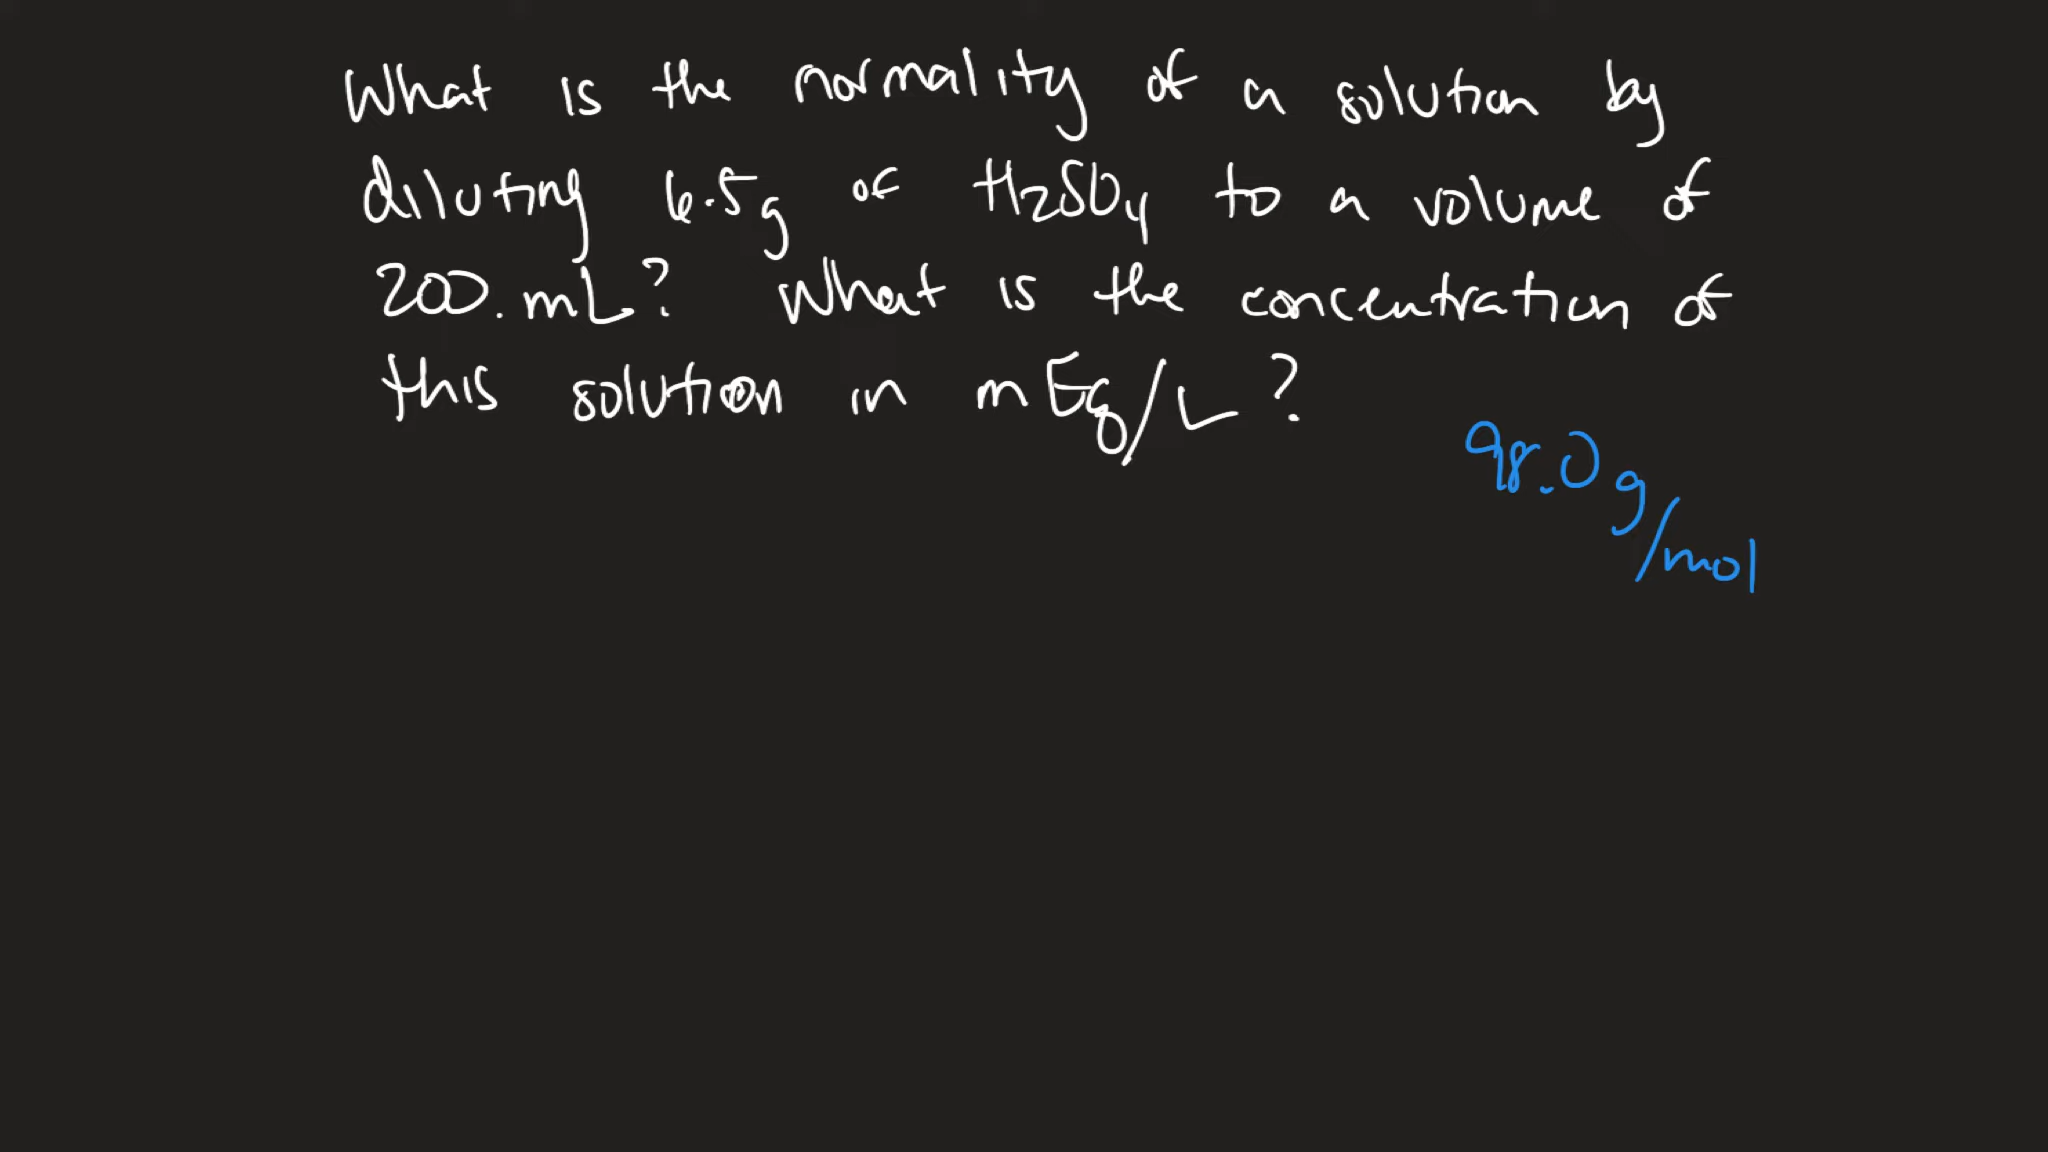 What is the normality of a solution by
diluting 6.5g of H₂SO₄ to a volume of
200. mL? What is the concentration of
this solution in mEq/L?
98.0 g/mol